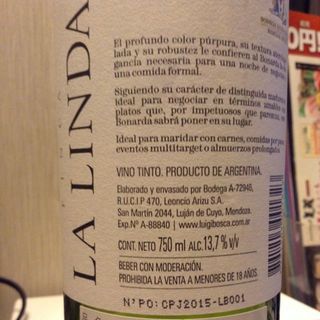 LA LINDA
El profundo color púrpura, su textura
y su robustez le confieren al Bonarda
gancia necesaria para una noche de
una comida formal.
Siguiendo su carácter de distinguida
ideal para negociar en términos amables
platos que, por impetuosos que parezcan, en
Bonarda sabrá poner en su lugar.
Ideal para maridar con carnes, comidas
eventos multitarget o almuerzos prolongados.
VINO TINTO. PRODUCTO DE ARGENTINA.
Elaborado y envasado por Bodega A-72946,
R.U.C.I.P 470, Leoncio Arizu S.A.
San Martín 2044, Luján de Cuyo, Mendoza.
Exp.Nº A-88840 www.luigibosca.com.ar
CONT. NETO 750 ml ALC.13,7 % v/v
BEBER CON MODERACIÓN.
PROHIBIDA LA VENTA A MENORES DE 18 AÑOS.
NºPO: CPJ2015-LB001